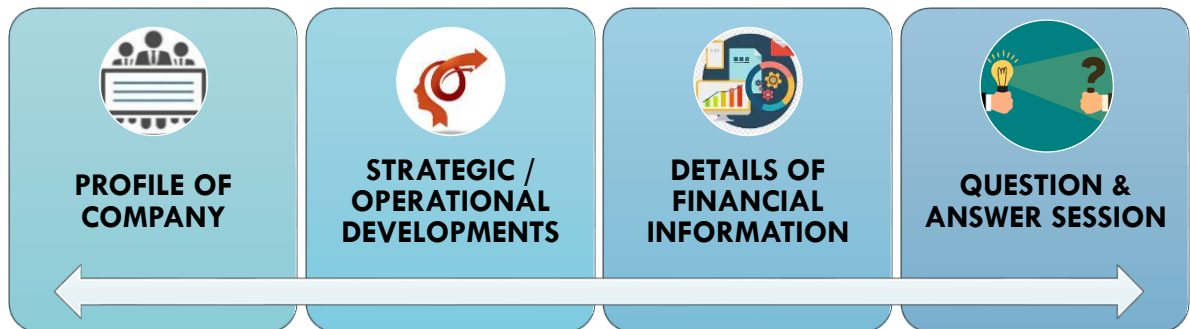 PROFILE OF
COMPANY
STRATEGIC /
OPERATIONAL
DEVELOPMENTS
DETAILS OF
FINANCIAL
INFORMATION
QUESTION &
ANSWER SESSION